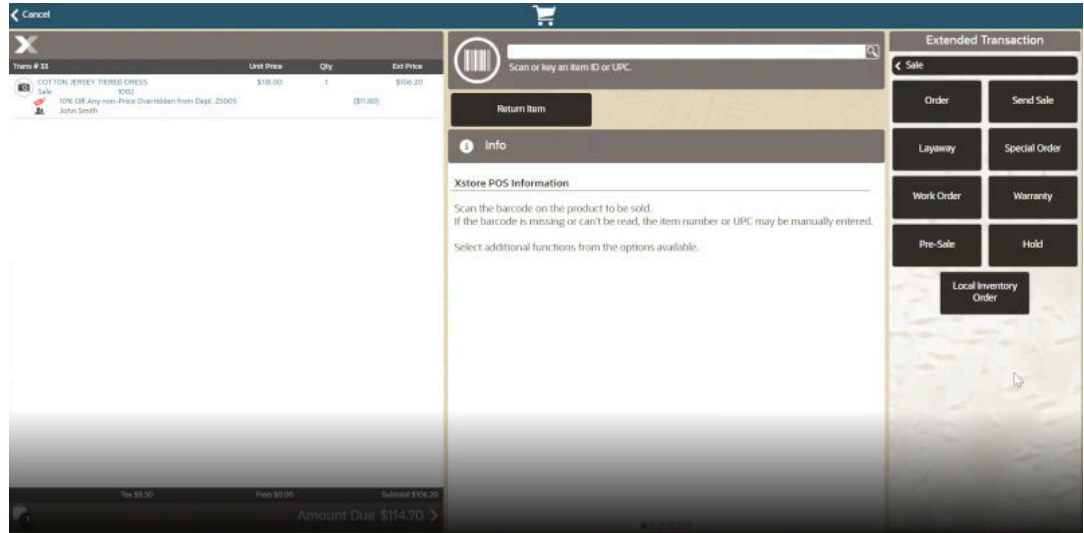 Cancel
Trans # 33 Unit Price Qty Ext Price
COTTON JERSEY TIERED DRESS $118.00 1 $106.20
Sale 10112
10% Off Any non-Price Overridden from Dept. 25005 ($11.80)
John Smith
Tax $8.50 Fees $0.00 Subtotal $106.20
Amount Due $114.70
Scan or key an item ID or UPC.
Return Item
Info
Xstore POS Information
Scan the barcode on the product to be sold.
If the barcode is missing or can't be read, the item number or UPC may be manually entered.
Select additional functions from the options available.
Extended Transaction
Sale
Order
Send Sale
Layaway
Special Order
Work Order
Warranty
Pre-Sale
Hold
Local Inventory
Order